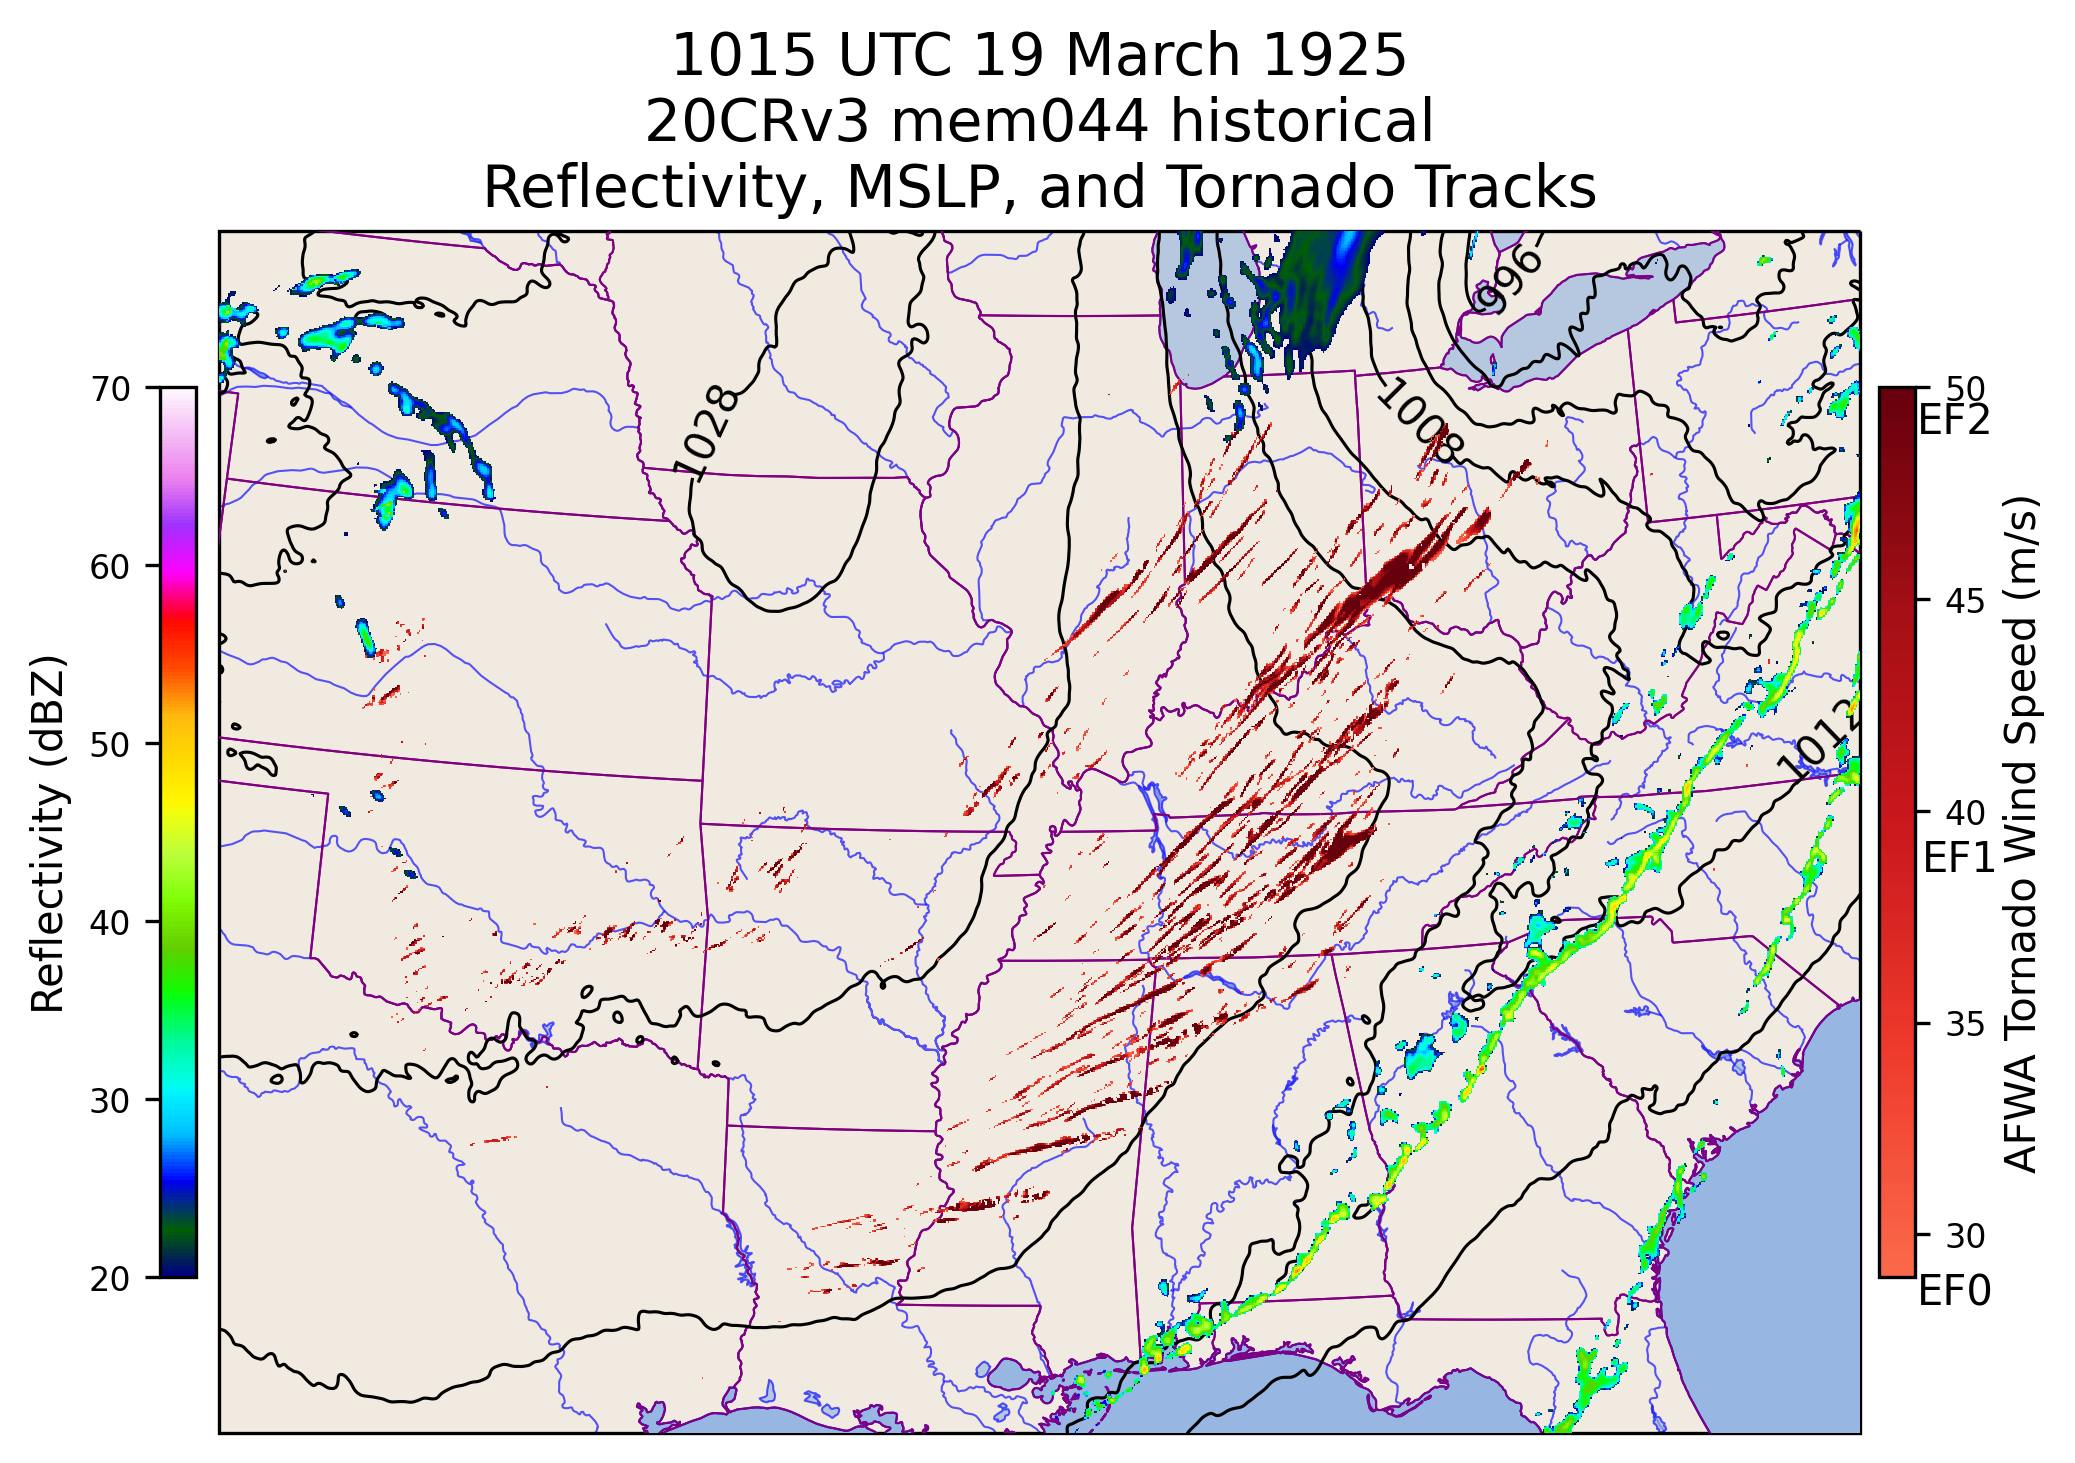 1015 UTC 19 March 1925
20CRv3 mem044 historical
Reflectivity, MSLP, and Tornado Tracks
996
1028
1008
1012
Reflectivity (dBZ)
70
60
50
40
30
20
50
EF2
45
40
EF1
35
30
EF0
AFWA Tornado Wind Speed (m/s)